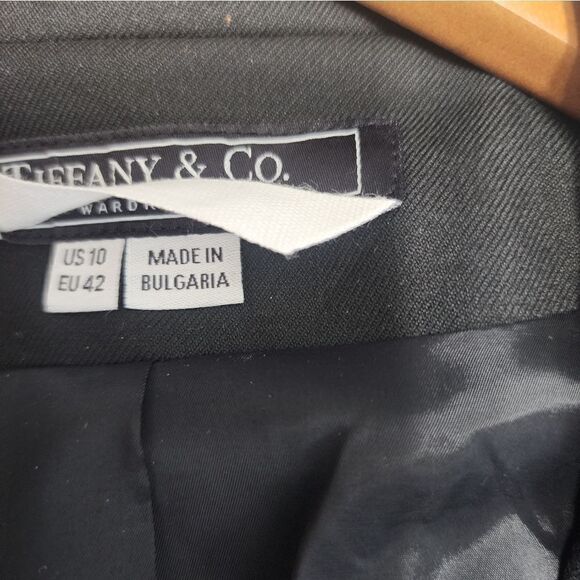 TIFFANY & CO.
US 10
EU 42
MADE IN
BULGARIA